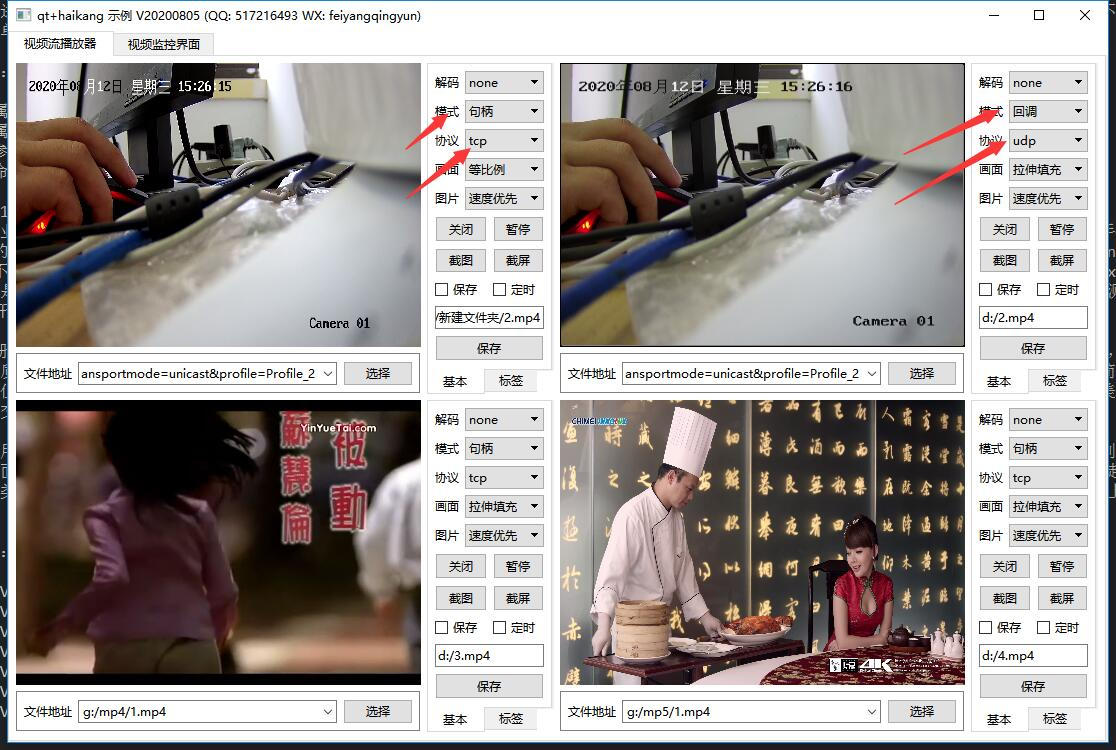 qt+haikang 示例 V20200805 (QQ: 517216493 WX: feiyangqingyun)
视频流播放器 视频监控界面
2020年08月12日 星期三 15:26:15
Camera 01
解码 none
模式 句柄
协议 tcp
画面 等比例
图片 速度优先
关闭 暂停
截图 截屏
保存 定时
/新建文件夹/2.mp4
保存
文件地址 ansportmode=unicast&profile=Profile_2 选择
基本 标签
2020年08月12日 星期三 15:26:16
Camera 01
解码 none
模式 回调
协议 udp
画面 拉伸填充
图片 速度优先
关闭 暂停
截图 截屏
保存 定时
d:/2.mp4
保存
文件地址 ansportmode=unicast&profile=Profile_2 选择
基本 标签
YinYueTai.com
被動
蘇慧倫
解码 none
模式 句柄
协议 tcp
画面 拉伸填充
图片 速度优先
关闭 暂停
截图 截屏
保存 定时
d:/3.mp4
保存
文件地址 g:/mp4/1.mp4 选择
基本 标签
4K
解码 none
模式 句柄
协议 tcp
画面 拉伸填充
图片 速度优先
关闭 暂停
截图 截屏
保存 定时
d:/4.mp4
保存
文件地址 g:/mp5/1.mp4 选择
基本 标签